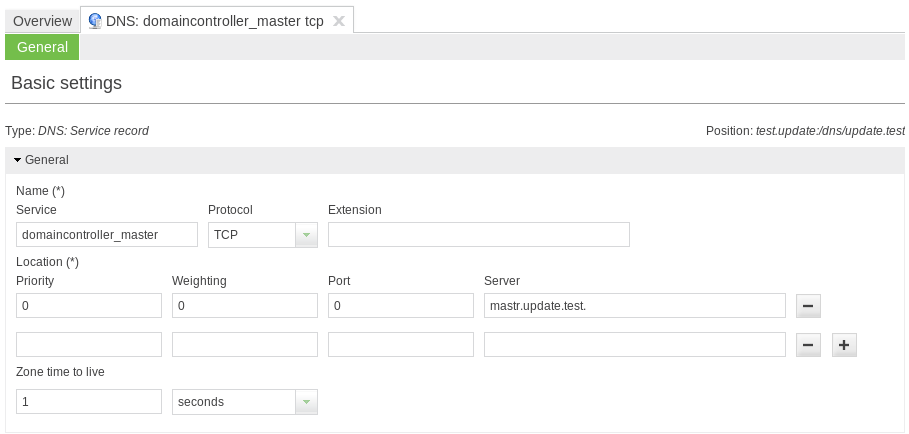 Overview DNS: domaincontroller_master tcp
General
Basic settings
Type: DNS: Service record Position: test.update:/dns/update.test
General
Name (*)
Service Protocol Extension
domaincontroller_master TCP
Location (*)
Priority Weighting Port Server
0 0 0 mastr.update.test.
Zone time to live
1 seconds